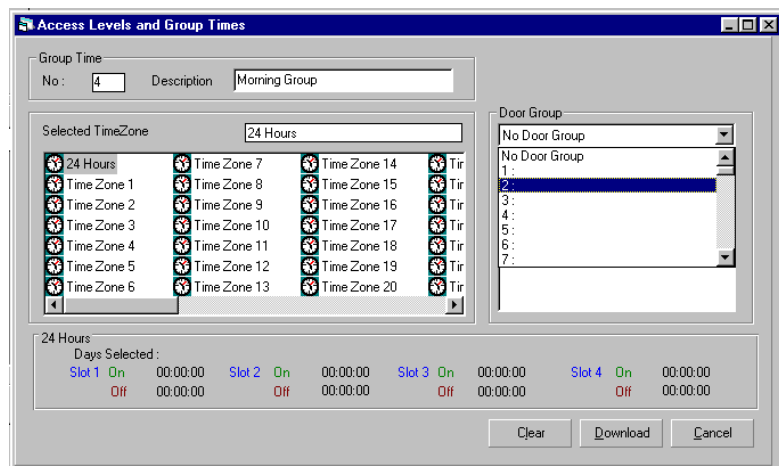 Access Levels and Group Times
Group Time
No :
4
Description
Morning Group
Selected TimeZone
24 Hours
24 Hours
Time Zone 7
Time Zone 14
Tir
Time Zone 1
Time Zone 8
Time Zone 15
Tir
Time Zone 2
Time Zone 9
Time Zone 16
Tir
Time Zone 3
Time Zone 10
Time Zone 17
Tir
Time Zone 4
Time Zone 11
Time Zone 18
Tir
Time Zone 5
Time Zone 12
Time Zone 19
Tir
Time Zone 6
Time Zone 13
Time Zone 20
Tir
Door Group
No Door Group
No Door Group
1 :
2 :
3 :
4 :
5 :
6 :
7 :
24 Hours
Days Selected :
Slot 1 On 00:00:00 Slot 2 On 00:00:00 Slot 3 On 00:00:00 Slot 4 On 00:00:00
Off 00:00:00 Off 00:00:00 Off 00:00:00 Off 00:00:00
Clear
Download
Cancel